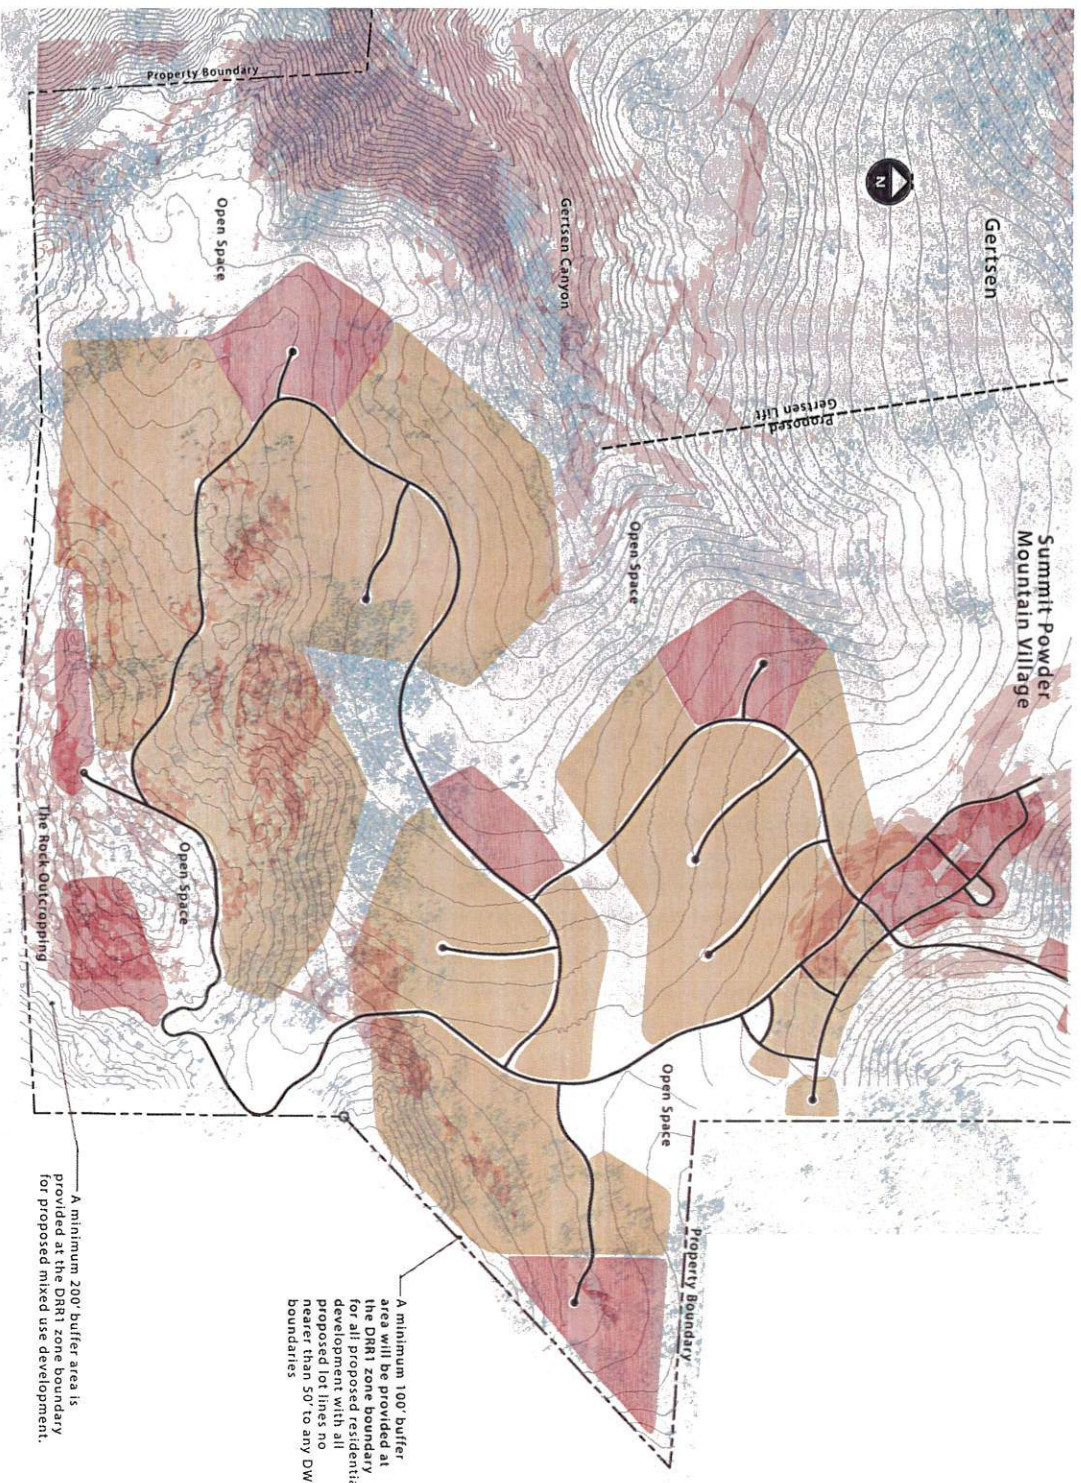 Property Boundary
Open Space
Gertsen Canyon
N
Gertsen
Proposed
Gertsen Lift
Open Space
Summit Powder
Mountain Village
The Rock Outcropping
Open Space
Open Space
Property Boundary
A minimum 200' buffer area is
provided at the DRR1 zone boundary
for proposed mixed use development.
A minimum 100' buffer
area will be provided at
the DRR1 zone boundary
for all proposed residentia
development with all
proposed lot lines no
nearer than 50' to any DW
boundaries